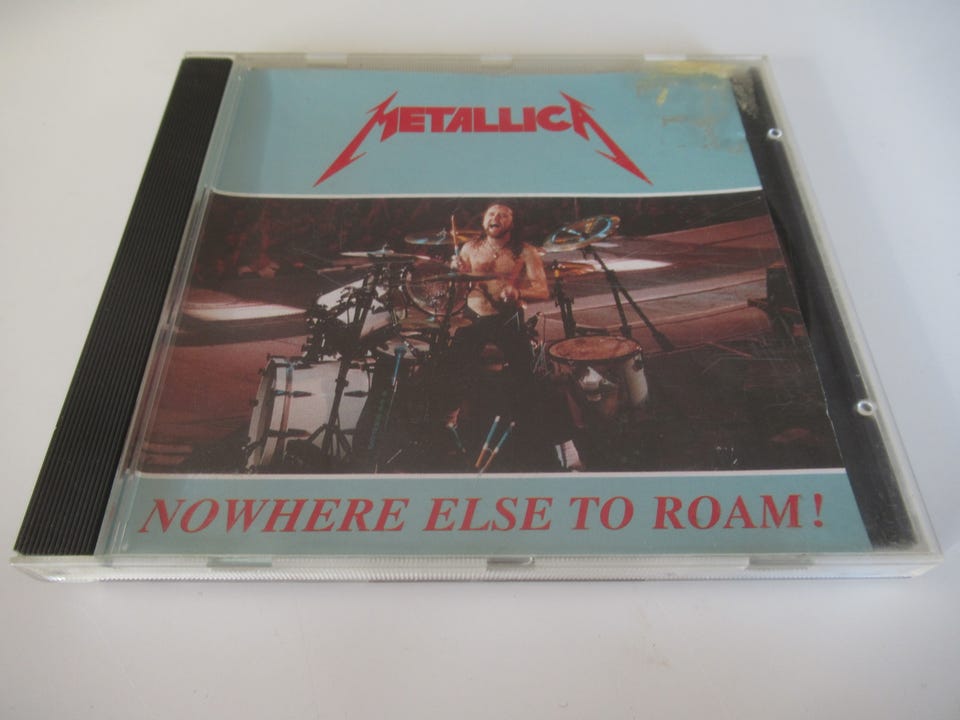 METALLICA
NOWHERE ELSE TO ROAM!